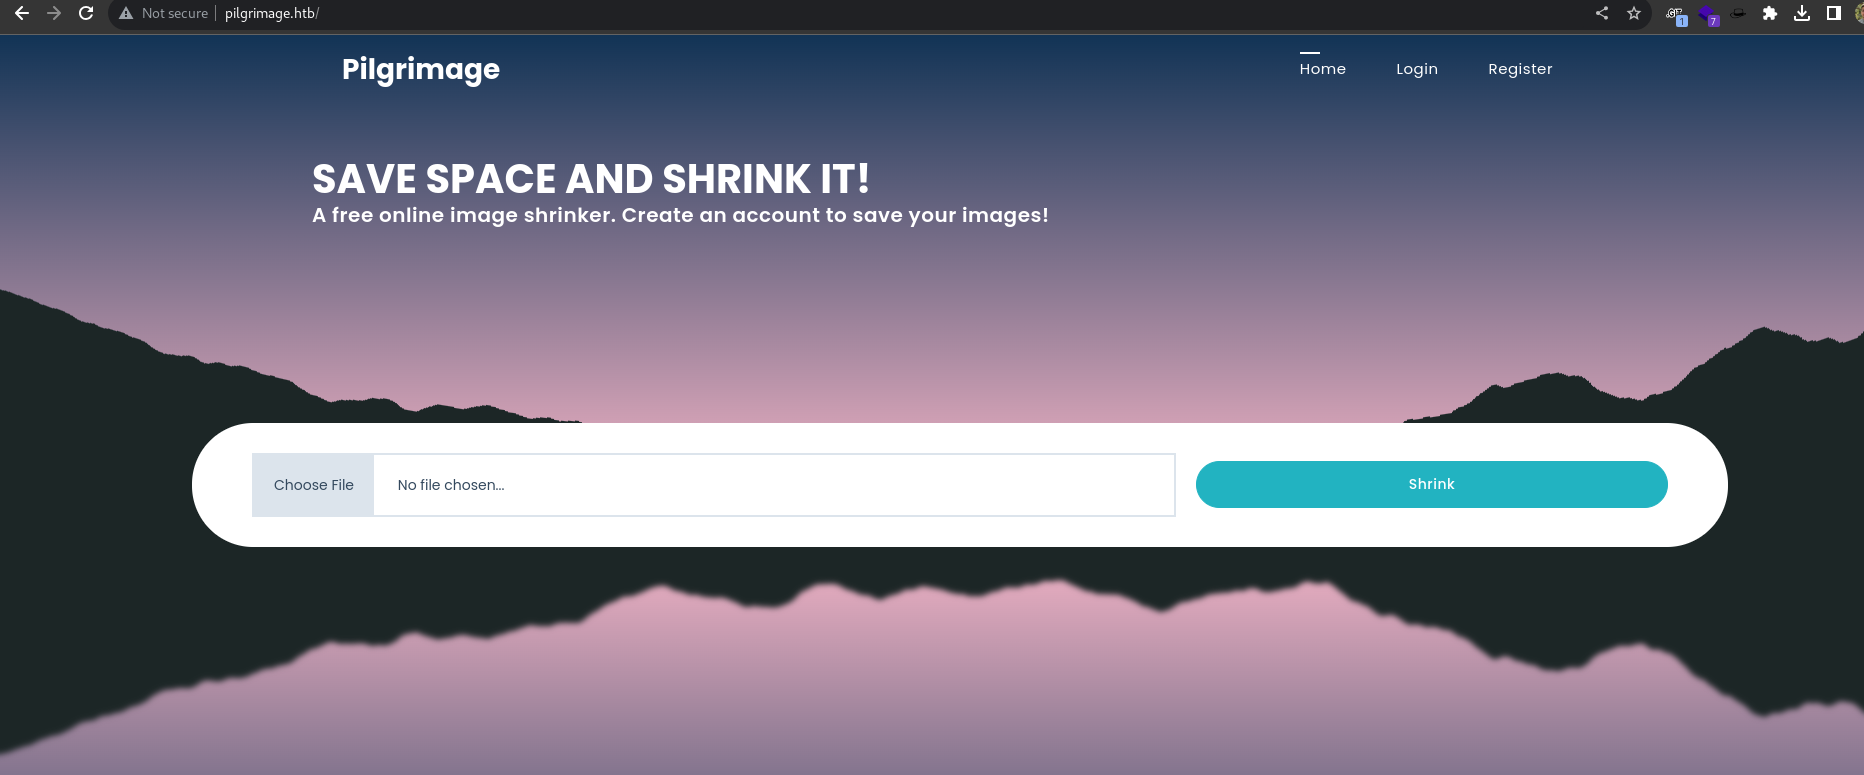 Not secure pilgrimage.htb/
1
7
Pilgrimage
Home Login Register
SAVE SPACE AND SHRINK IT!
A free online image shrinker. Create an account to save your images!
Choose File No file chosen... Shrink